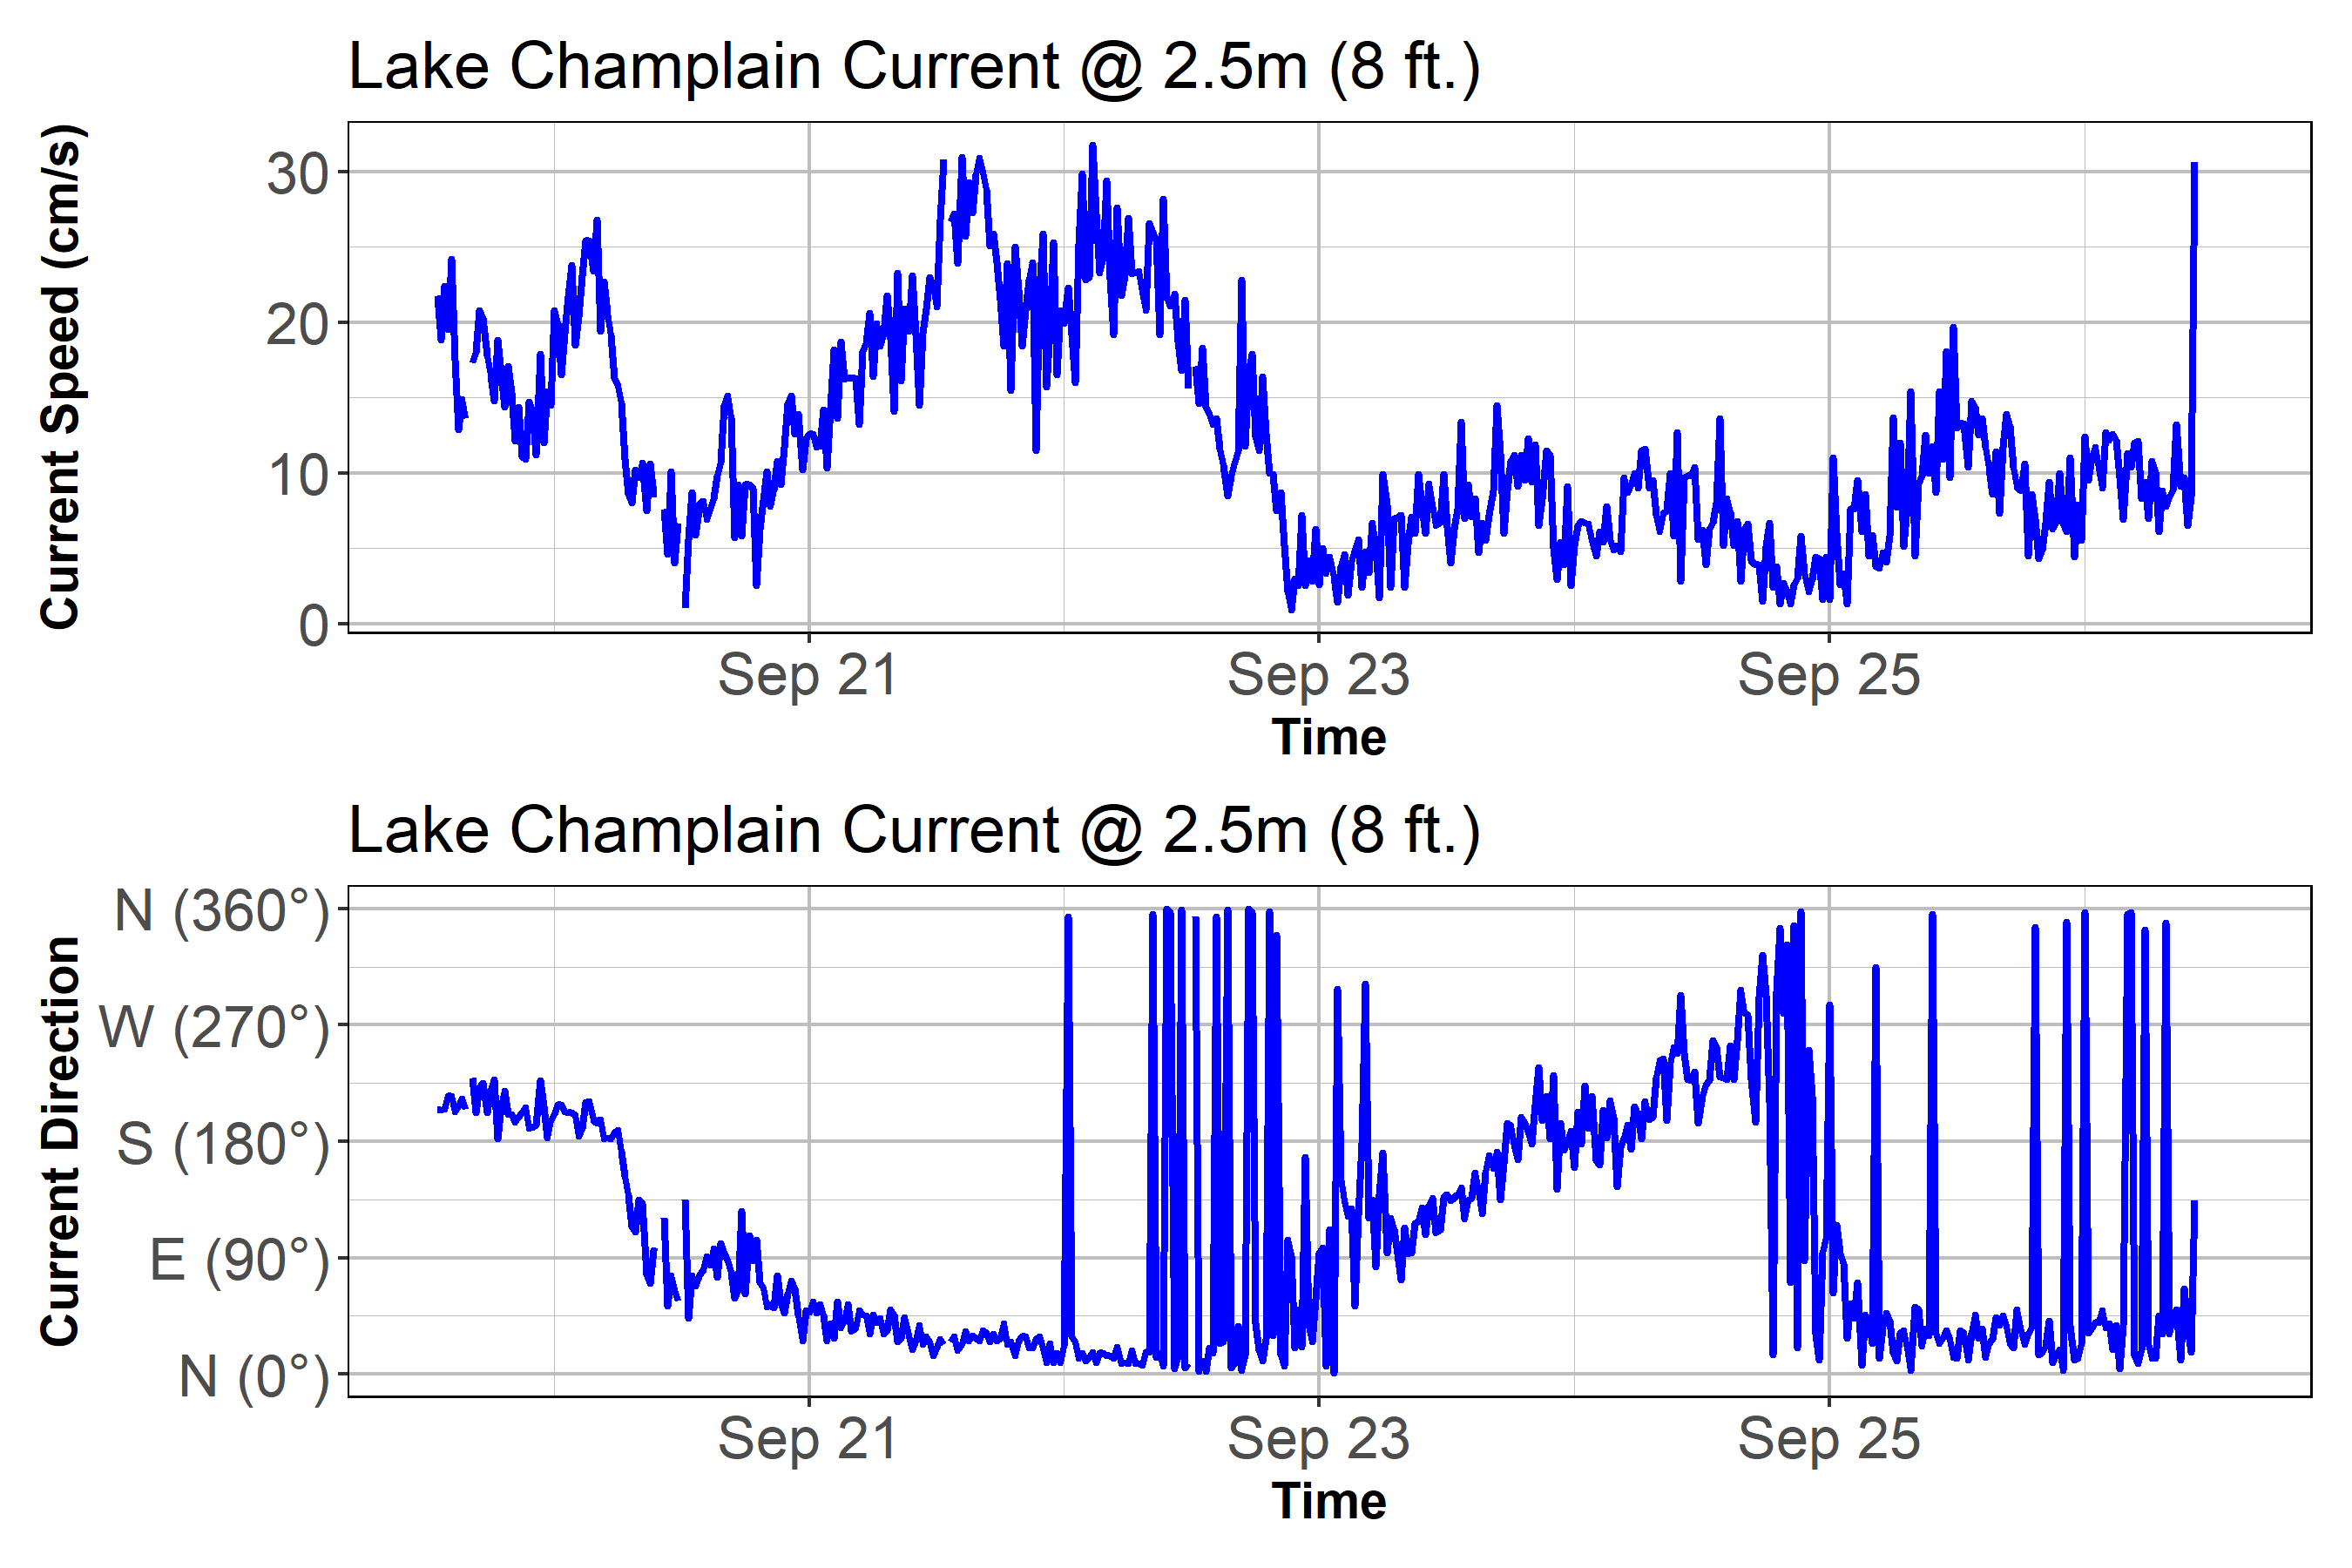 Lake Champlain Current @ 2.5m (8 ft.)
Current Speed (cm/s)
30
20
10
0
Sep 21
Sep 23
Sep 25
Time
Lake Champlain Current @ 2.5m (8 ft.)
Current Direction
N (360°)
W (270°)
S (180°)
E (90°)
N (0°)
Sep 21
Sep 23
Sep 25
Time